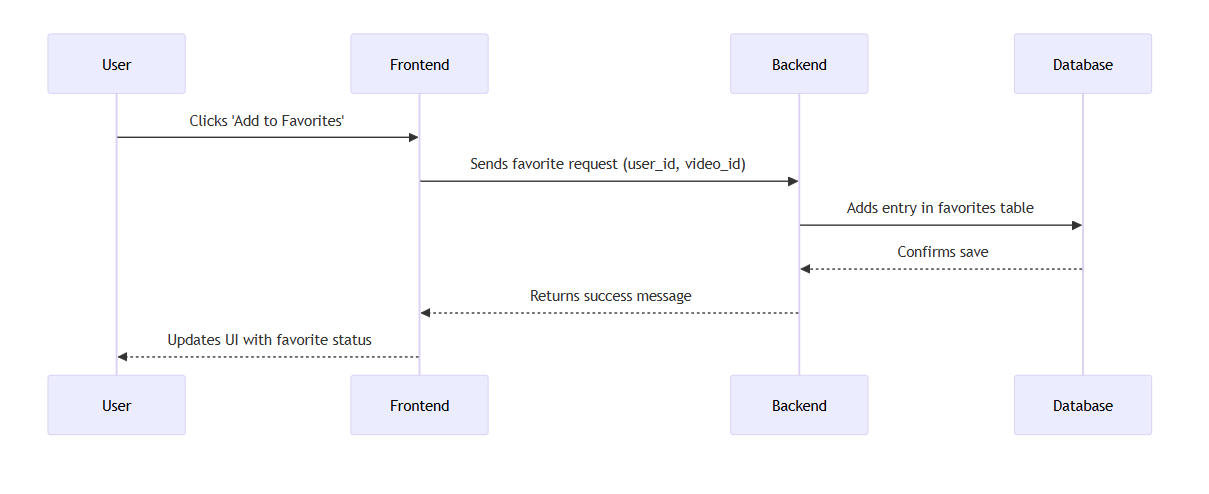 User
Frontend
Backend
Database
Clicks 'Add to Favorites'
Sends favorite request (user_id, video_id)
Adds entry in favorites table
Confirms save
Returns success message
Updates UI with favorite status
User
Frontend
Backend
Database